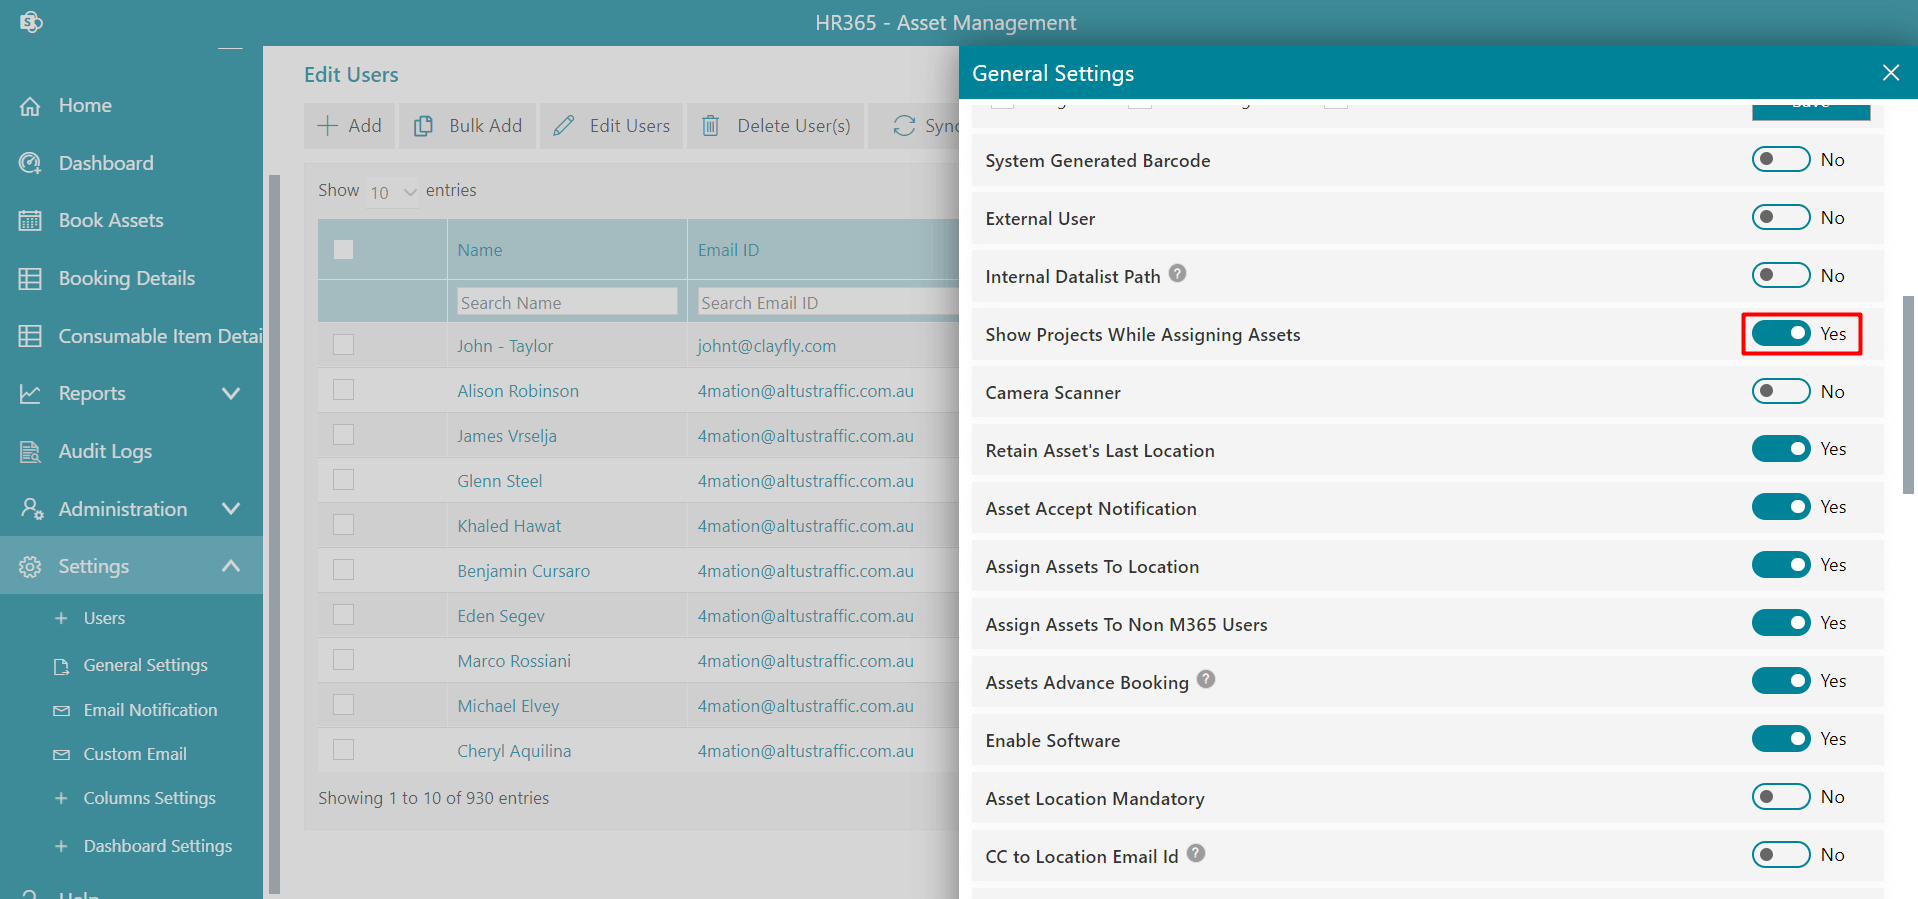 HR365 - Asset Management
Home
Dashboard
Book Assets
Booking Details
Consumable Item Detai
Reports
Audit Logs
Administration
Settings
Users
General Settings
Email Notification
Custom Email
Columns Settings
Dashboard Settings
Help
Edit Users
Add
Bulk Add
Edit Users
Delete User(s)
Sync
Show 10 entries
Name
Email ID
Search Name
Search Email ID
John - Taylor
johnt@clayfly.com
Alison Robinson
4mation@altustraffic.com.au
James Vrselja
4mation@altustraffic.com.au
Glenn Steel
4mation@altustraffic.com.au
Khaled Hawat
4mation@altustraffic.com.au
Benjamin Cursaro
4mation@altustraffic.com.au
Eden Segev
4mation@altustraffic.com.au
Marco Rossiani
4mation@altustraffic.com.au
Michael Elvey
4mation@altustraffic.com.au
Cheryl Aquilina
4mation@altustraffic.com.au
Showing 1 to 10 of 930 entries
General Settings
Save
System Generated Barcode No
External User No
Internal Datalist Path ? No
Show Projects While Assigning Assets Yes
Camera Scanner No
Retain Asset's Last Location Yes
Asset Accept Notification Yes
Assign Assets To Location Yes
Assign Assets To Non M365 Users Yes
Assets Advance Booking ? Yes
Enable Software Yes
Asset Location Mandatory No
CC to Location Email Id ? No